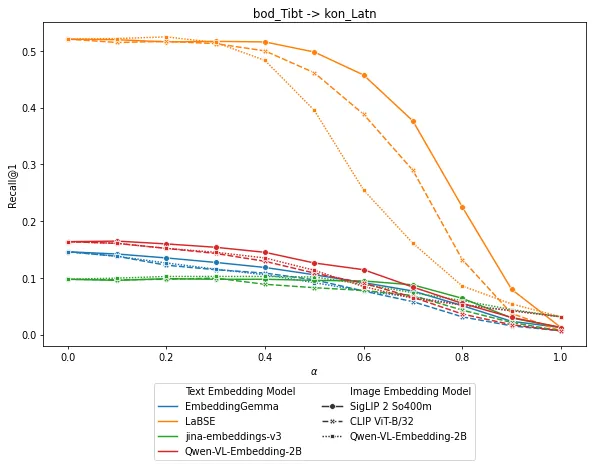 bod_Tibt -> kon_Latn
Recall@1
0.5
0.4
0.3
0.2
0.1
0.0
0.0 0.2 0.4 0.6 0.8 1.0
α
Text Embedding Model
EmbeddingGemma
LaBSE
jina-embeddings-v3
Qwen-VL-Embedding-2B
Image Embedding Model
SigLIP 2 So400m
CLIP ViT-B/32
Qwen-VL-Embedding-2B